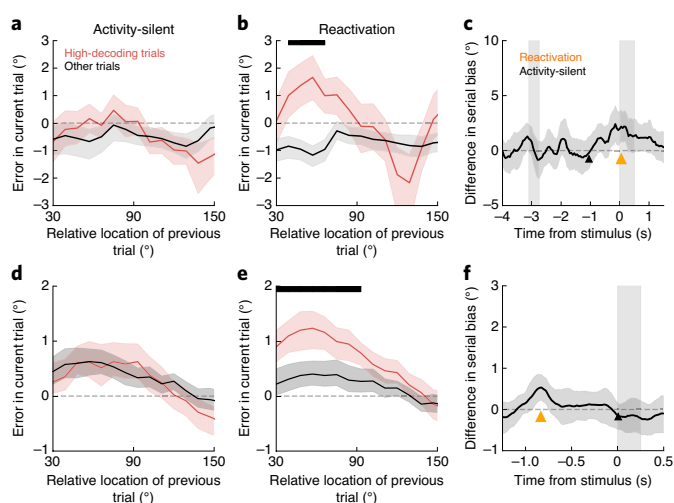 a
Activity-silent
High-decoding trials
Other trials
Error in current trial (°)
3
2
1
0
−1
−2
−3
30
90
150
Relative location of previous
trial (°)
b
Reactivation
Error in current trial (°)
3
2
1
0
−1
−2
−3
30
90
150
Relative location of previous
trial (°)
c
Reactivation
Activity-silent
Difference in serial bias (°)
10
5
0
−5
−4
−3
−2
−1
0
1
Time from stimulus (s)
d
Error in current trial (°)
2
1
0
−1
30
90
150
Relative location of previous
trial (°)
e
Error in current trial (°)
2
1
0
−1
30
90
150
Relative location of previous
trial (°)
f
Difference in serial bias (°)
2
1
0
−1
−1.0
−0.5
0
0.5
Time from stimulus (s)